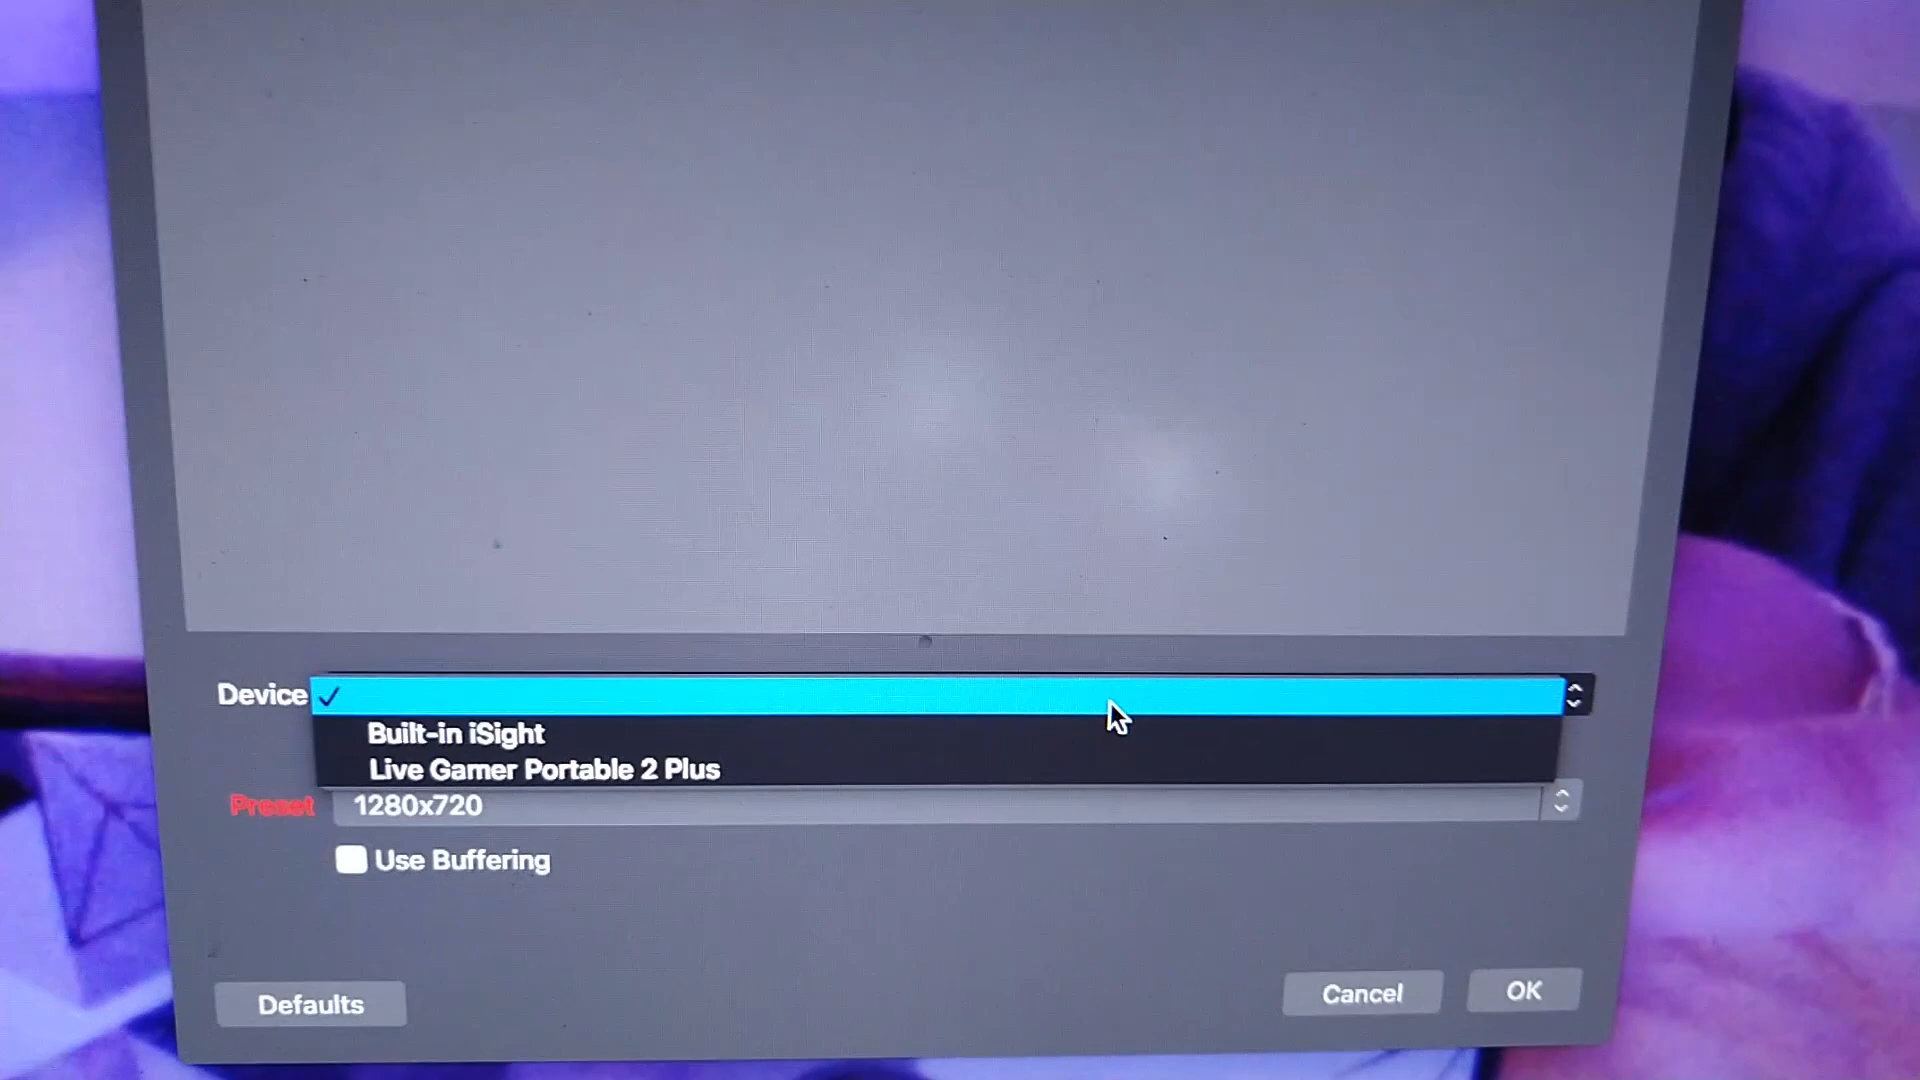 Device
Built-in iSight
Live Gamer Portable 2 Plus
Preset 1280x720
Use Buffering
Defaults Cancel OK